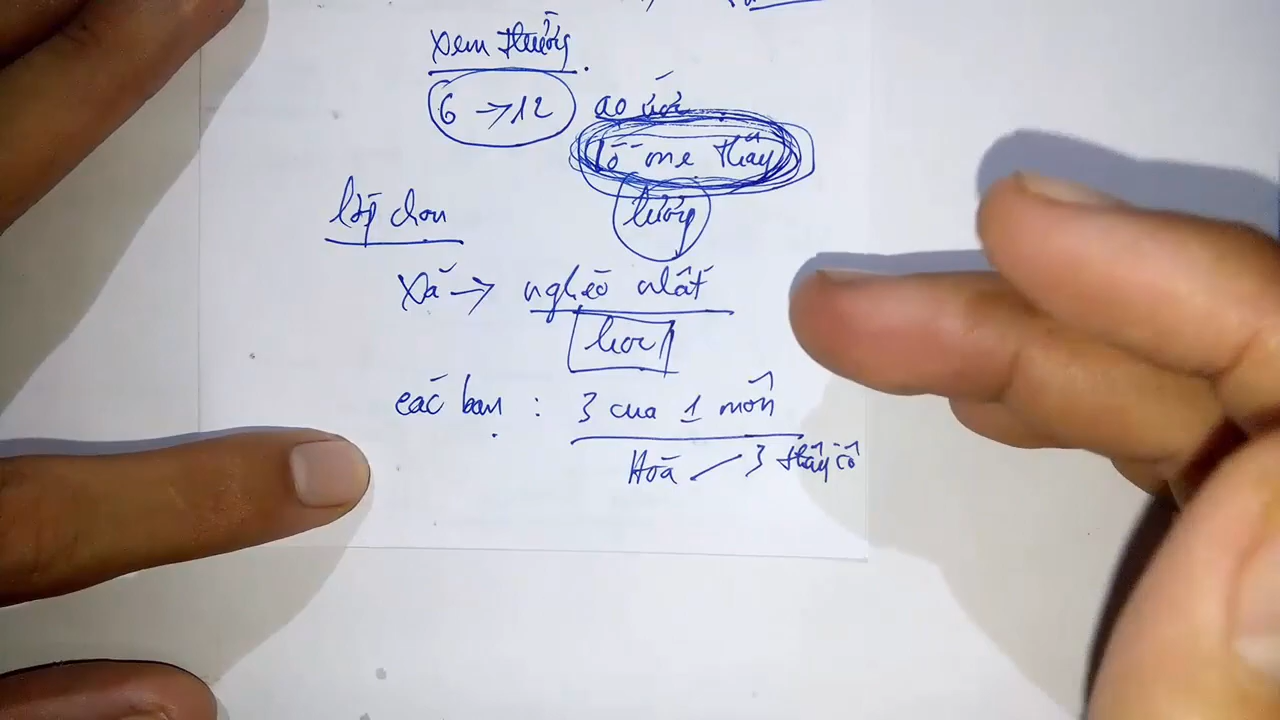 xem thường
6 → 12 ao ước
bố mẹ thầy
lương
lớp chọn
Xã → nghèo nhất
học
các bạn : 3 của 1 môn
Hoá / 3 thầy cô